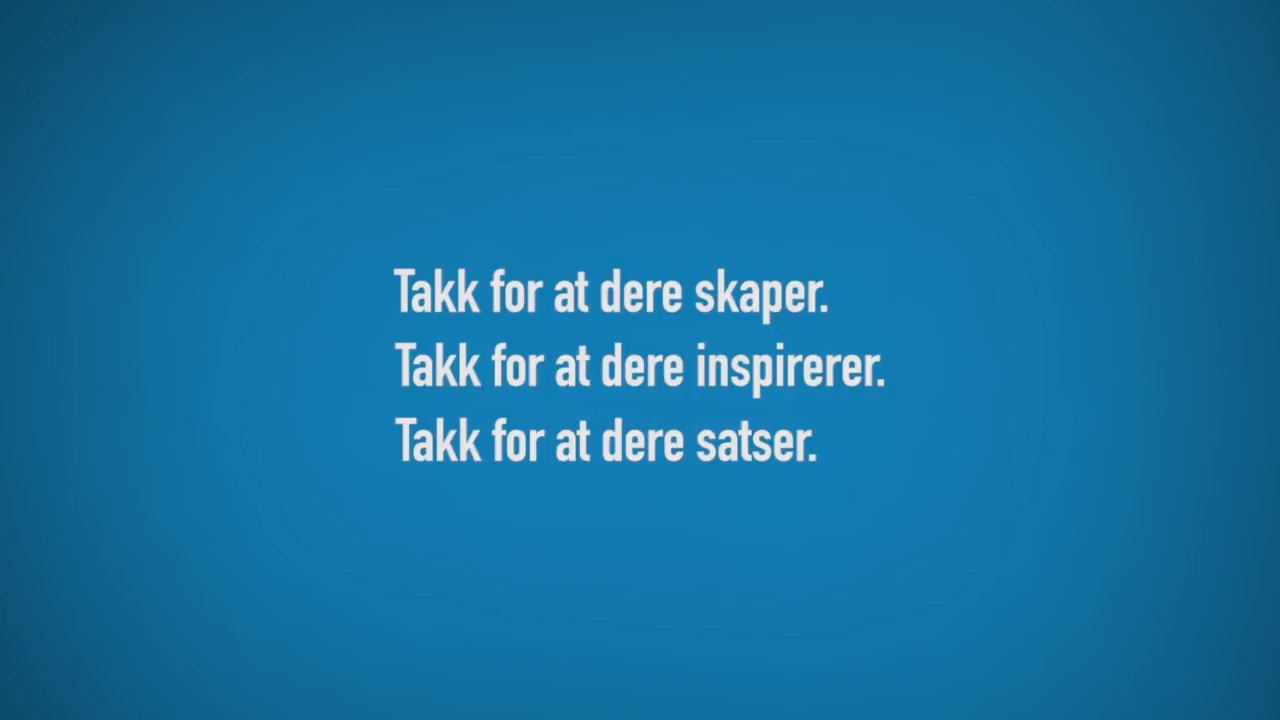 Takk for at dere skaper.
Takk for at dere inspirerer.
Takk for at dere satser.